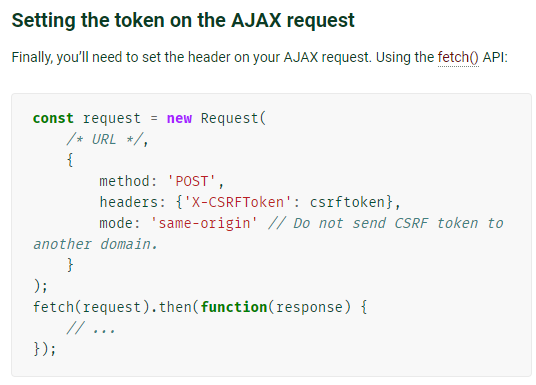 Setting the token on the AJAX request
Finally, you’ll need to set the header on your AJAX request. Using the fetch() API:
const request = new Request(
    /* URL */,
    {
        method: 'POST',
        headers: {'X-CSRFToken': csrftoken},
        mode: 'same-origin' // Do not send CSRF token to
another domain.
    }
);
fetch(request).then(function(response) {
    // ...
});